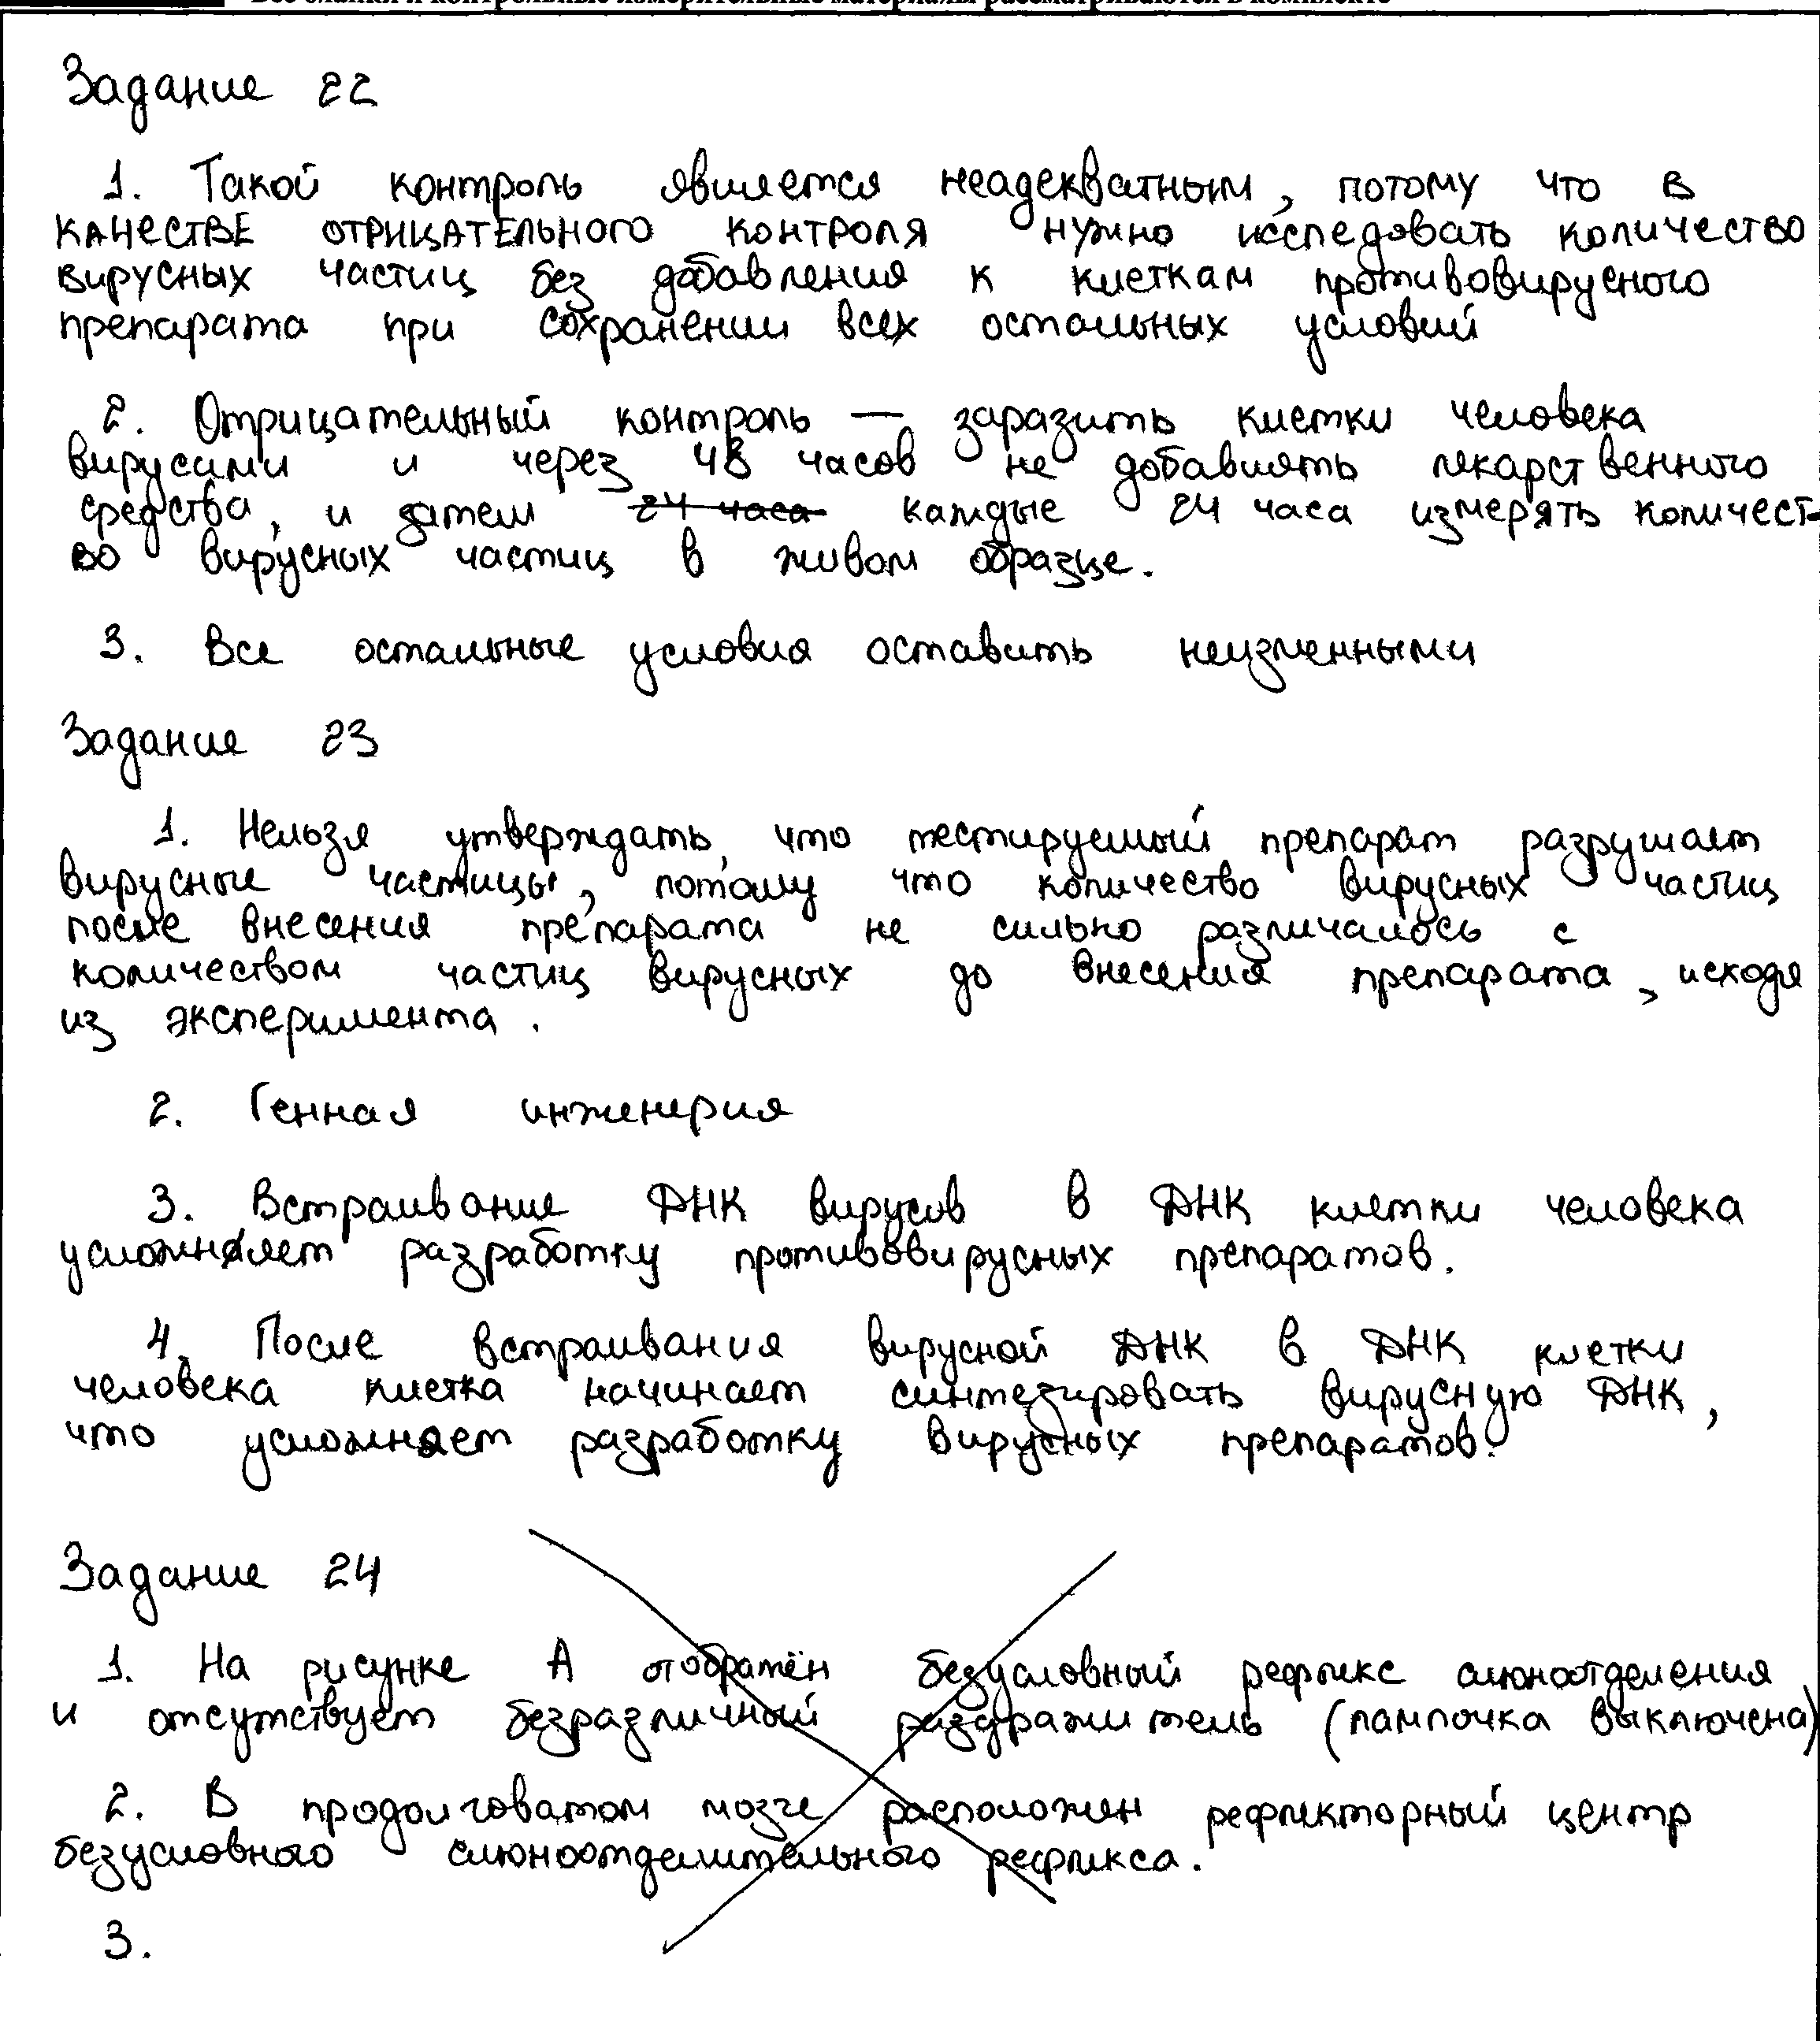 Все бланки и контрольные измерительные материалы рассматриваются в комплекте
Задание 22
1. Такой контроль является неадекватным, потому что в
качестве отрицательного контроля нужно исследовать количество
вирусных частиц без добавления к клеткам противовирусного
препарата при сохранении всех остальных условий
2. Отрицательный контроль — заразить клетки человека
вирусами и через 48 часов не добавлять лекарственного
средства, и затем 24 часа каждые 24 часа измерять количест-
во вирусных частиц в живом образце.
3. Все остальные условия оставить неизменными
Задание 23
1. Нельзя утверждать, что тестируемый препарат разрушает
вирусные частицы, потому что количество вирусных частиц
после внесения препарата не сильно различалось с
количеством частиц вирусных до внесения препарата, исходя
из эксперимента.
2. Генная инженерия
3. Встраивание ДНК вирусов в ДНК клетки человека
усложняет разработку противовирусных препаратов.
4. После встраивания вирусной ДНК в ДНК клетки
человека клетка начинает синтезировать вирусную ДНК,
что усложняет разработку вирусных препаратов.
Задание 24
1. На рисунке А отображён безусловный рефлекс слюноотделения
и отсутствует безразличный раздражитель (лампочка выключена)
2. В продолговатом мозге расположен рефлекторный центр
безусловного слюноотделительного рефлекса.
3.